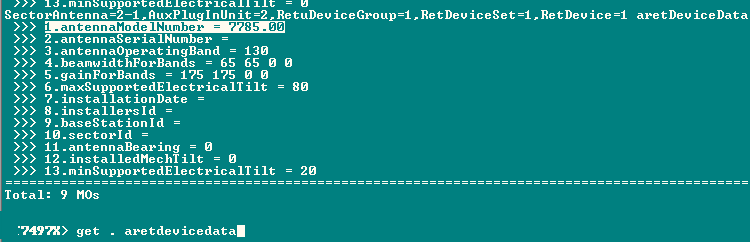 >>> 13.minSupportedElectricalTilt = 0
SectorAntenna=2-1,AuxPlugInUnit=2,RetuDeviceGroup=1,RetDeviceSet=1,RetDevice=1 aretDeviceData
>>> 1.antennaModelNumber = 7785.00
>>> 2.antennaSerialNumber =
>>> 3.antennaOperatingBand = 130
>>> 4.beamwidthForBands = 65 65 0 0
>>> 5.gainForBands = 175 175 0 0
>>> 6.maxSupportedElectricalTilt = 80
>>> 7.installationDate =
>>> 8.installersId =
>>> 9.baseStationId =
>>> 10.sectorId =
>>> 11.antennaBearing = 0
>>> 12.installedMechTilt = 0
>>> 13.minSupportedElectricalTilt = 20
Total: 9 MOs
> get . aretdevicedata